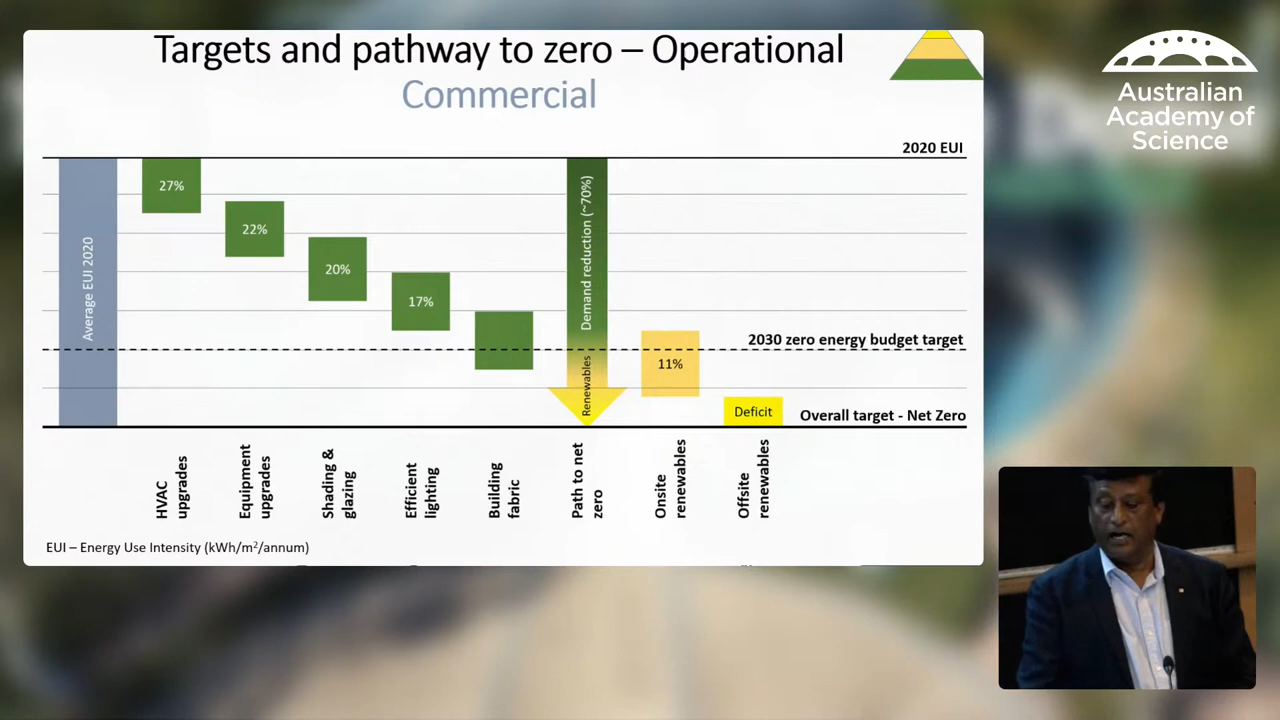 Targets and pathway to zero – Operational
Commercial
Australian
Academy of
Science
2020 EUI
27%
22%
20%
17%
Average EUI 2020
Demand reduction (~70%)
Renewables
2030 zero energy budget target
11%
Deficit
Overall target - Net Zero
HVAC
upgrades
Equipment
upgrades
Shading &
glazing
Efficient
lighting
Building
fabric
Path to net
zero
Onsite
renewables
Offsite
renewables
EUI – Energy Use Intensity (kWh/m²/annum)